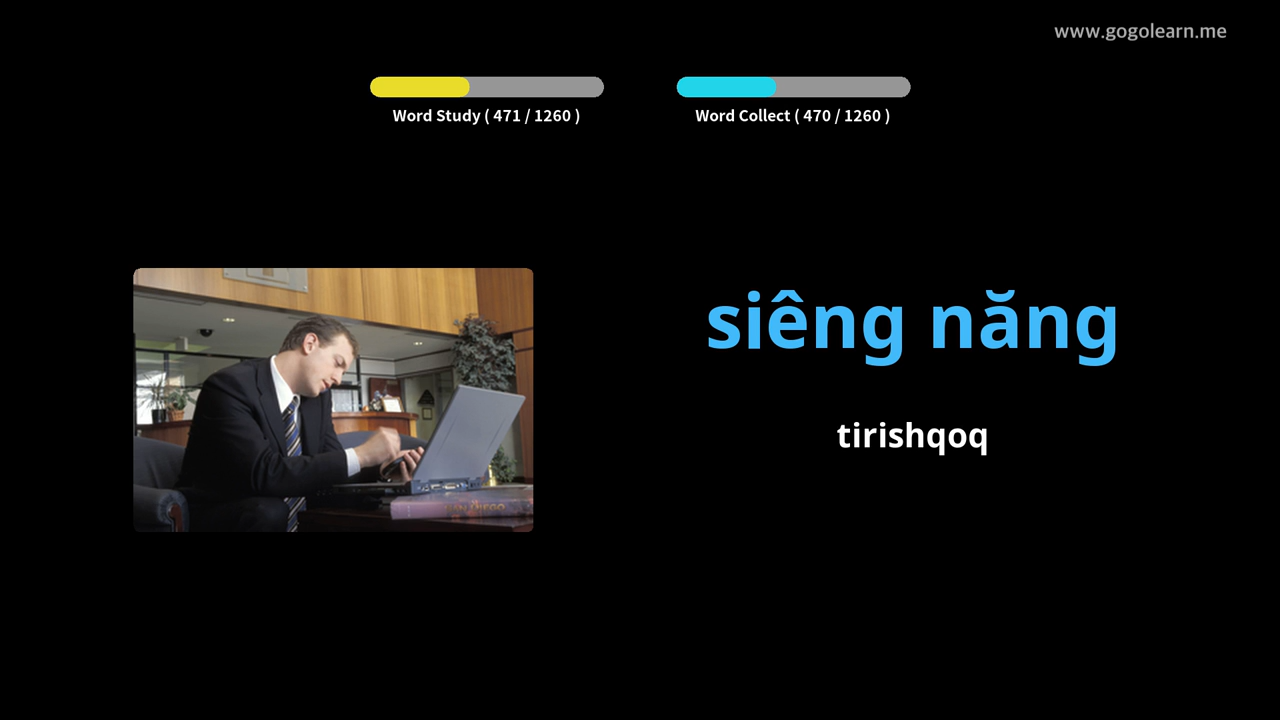 www.gogolearn.me
Word Study ( 471 / 1260 )
Word Collect ( 470 / 1260 )
siêng năng
tirishqoq